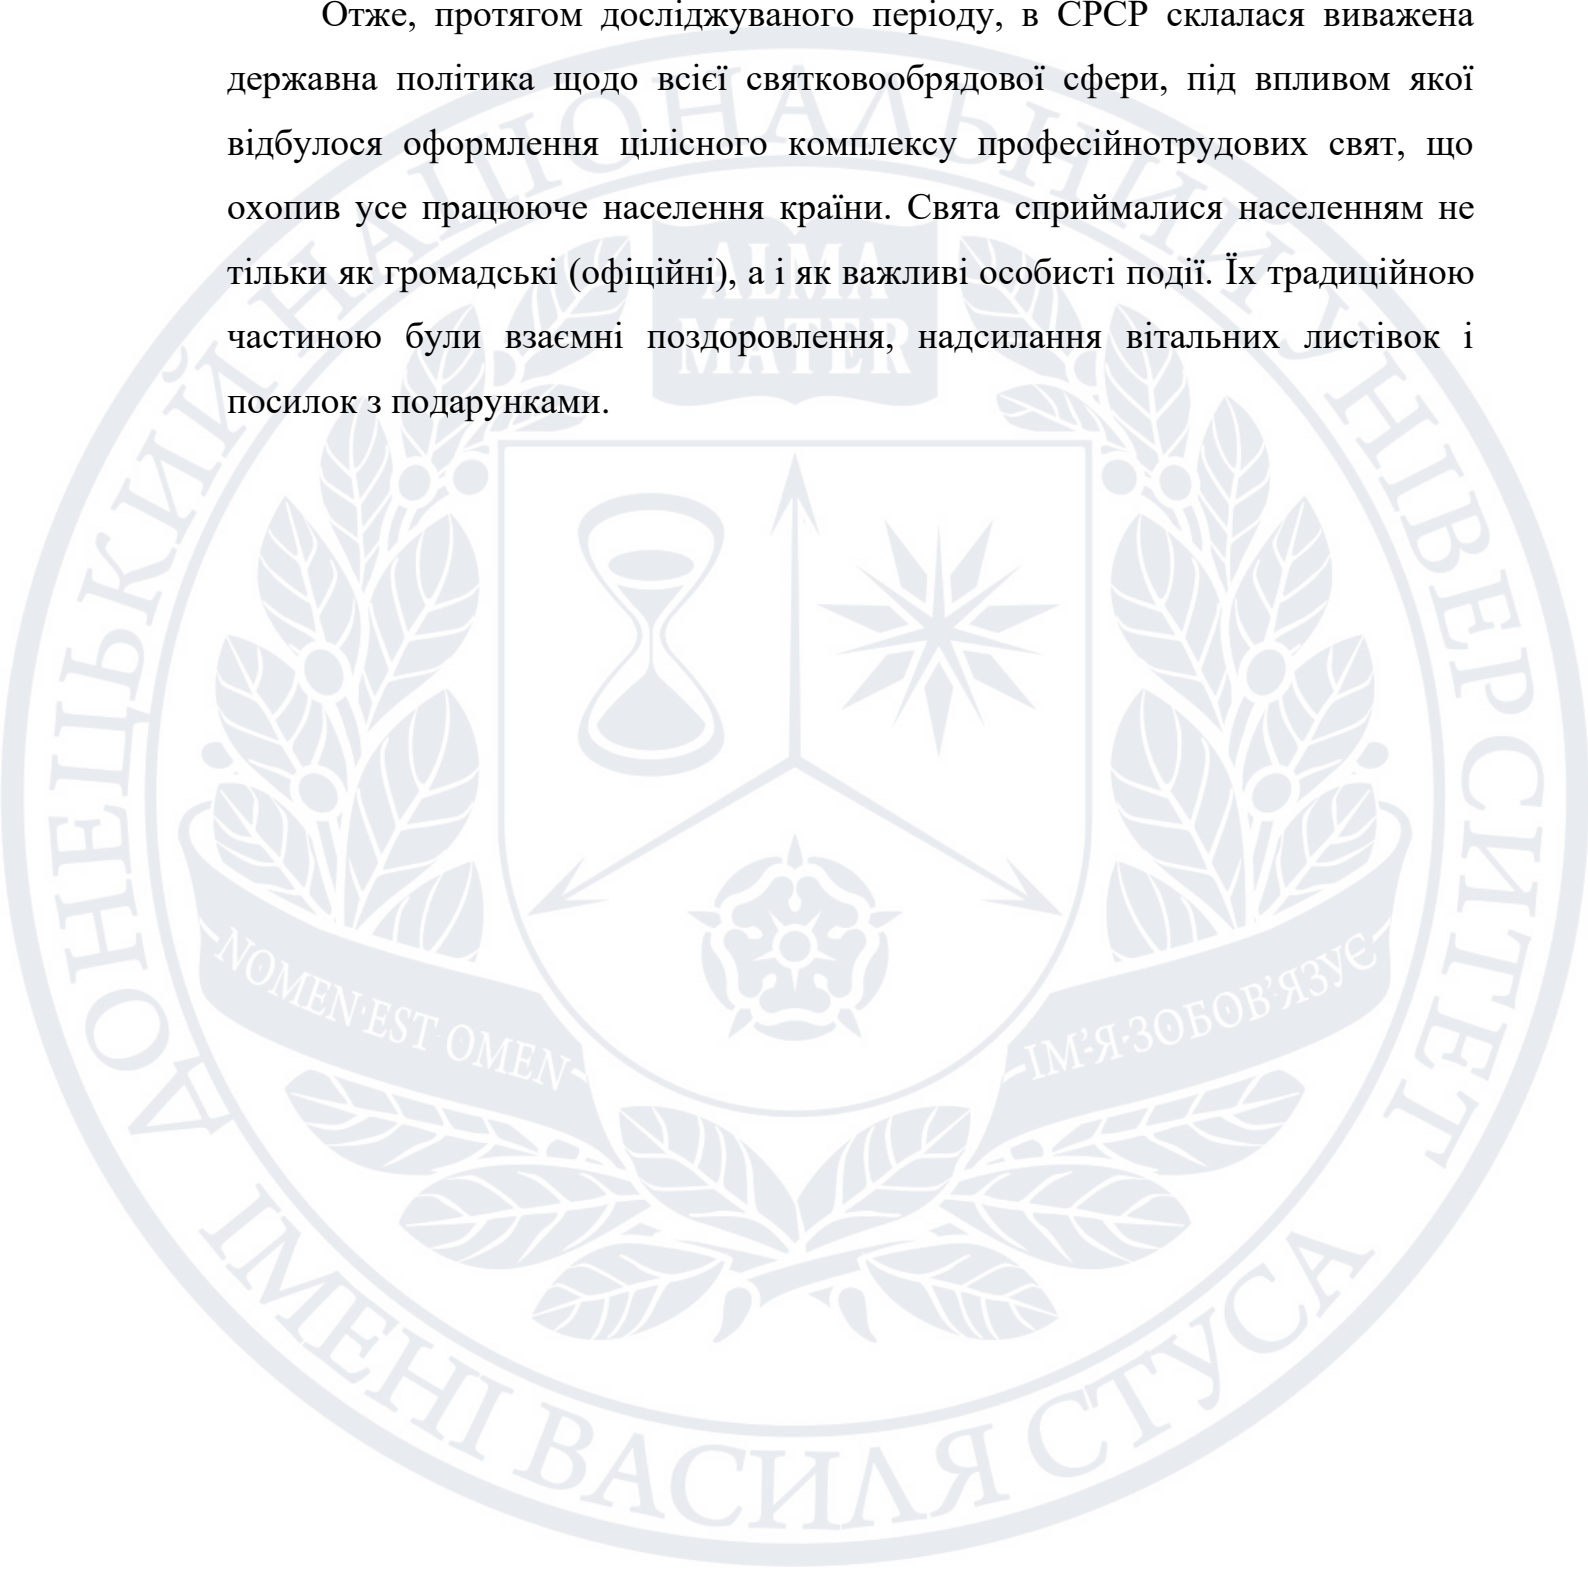 Отже, протягом досліджуваного періоду, в СРСР склалася виважена
державна політика щодо всієї святковообрядової сфери, під впливом якої
відбулося оформлення цілісного комплексу професійнотрудових свят, що
охопив усе працююче населення країни. Свята сприймалися населенням не
тільки як громадські (офіційні), а і як важливі особисті події. Їх традиційною
частиною були взаємні поздоровлення, надсилання вітальних листівок і
посилок з подарунками.
ДОНЕЦЬКИЙ НАЦІОНАЛЬНИЙ УНІВЕРСИТЕТ
ІМЕНІ ВАСИЛЯ СТУСА
ALMA
MATER
NOMEN·EST·OMEN
ІМ'Я·ЗОБОВ'ЯЗУЄ